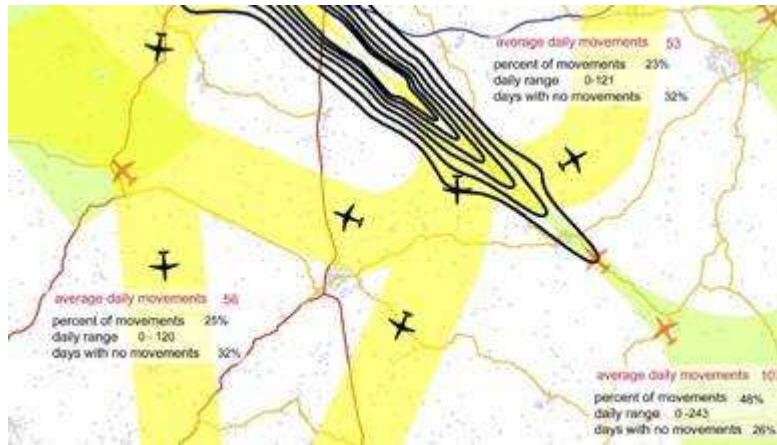 average daily movements 53
percent of movements 23%
daily range 0-121
days with no movements 32%
average daily movements 56
percent of movements 25%
daily range 0 - 120
days with no movements 32%
average daily movements
percent of movements 48%
daily range 0 -243
days with no movements 26%